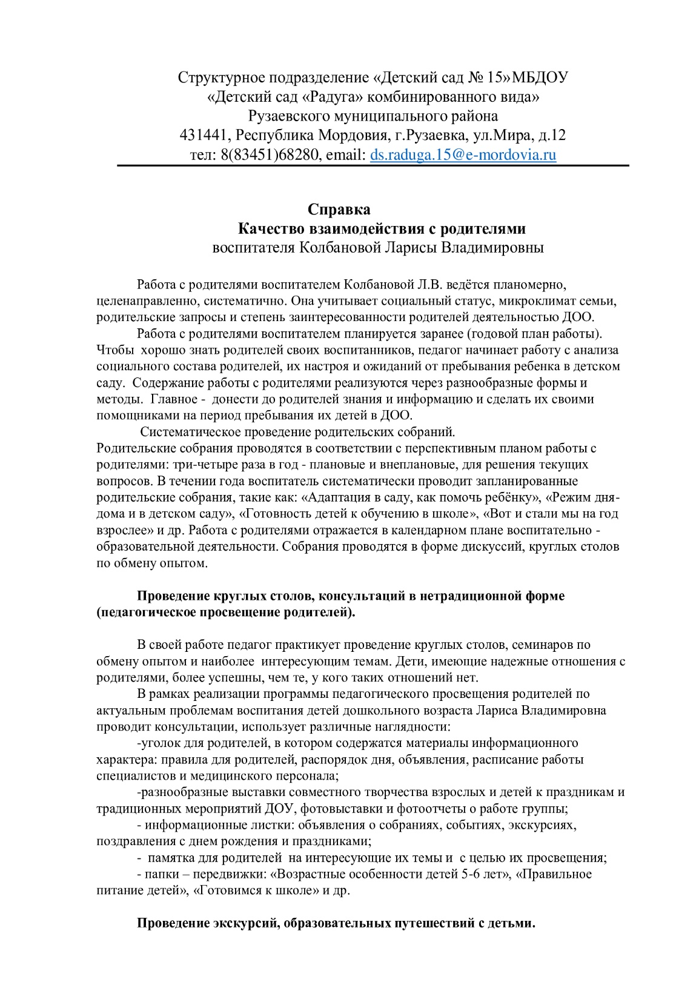 Структурное подразделение «Детский сад № 15»МБДОУ
«Детский сад «Радуга» комбинированного вида»
Рузаевского муниципального района
431441, Республика Мордовия, г.Рузаевка, ул.Мира, д.12
тел: 8(83451)68280, email: ds.raduga.15@e-mordovia.ru
Справка
Качество взаимодействия с родителями
воспитателя Колбановой Ларисы Владимировны
Работа с родителями воспитателем Колбановой Л.В. ведётся планомерно,
целенаправленно, систематично. Она учитывает социальный статус, микроклимат семьи,
родительские запросы и степень заинтересованности родителей деятельностью ДОО.
Работа с родителями воспитателем планируется заранее (годовой план работы).
Чтобы хорошо знать родителей своих воспитанников, педагог начинает работу с анализа
социального состава родителей, их настроя и ожиданий от пребывания ребенка в детском
саду. Содержание работы с родителями реализуются через разнообразные формы и
методы. Главное - донести до родителей знания и информацию и сделать их своими
помощниками на период пребывания их детей в ДОО.
Систематическое проведение родительских собраний.
Родительские собрания проводятся в соответствии с перспективным планом работы с
родителями: три-четыре раза в год - плановые и внеплановые, для решения текущих
вопросов. В течении года воспитатель систематически проводит запланированные
родительские собрания, такие как: «Адаптация в саду, как помочь ребёнку», «Режим дня-
дома и в детском саду», «Готовность детей к обучению в школе», «Вот и стали мы на год
взрослее» и др. Работа с родителями отражается в календарном плане воспитательно -
образовательной деятельности. Собрания проводятся в форме дискуссий, круглых столов
по обмену опытом.
Проведение круглых столов, консультаций в нетрадиционной форме
(педагогическое просвещение родителей).
В своей работе педагог практикует проведение круглых столов, семинаров по
обмену опытом и наиболее интересующим темам. Дети, имеющие надежные отношения с
родителями, более успешны, чем те, у кого таких отношений нет.
В рамках реализации программы педагогического просвещения родителей по
актуальным проблемам воспитания детей дошкольного возраста Лариса Владимировна
проводит консультации, использует различные наглядности:
-уголок для родителей, в котором содержатся материалы информационного
характера: правила для родителей, распорядок дня, объявления, расписание работы
специалистов и медицинского персонала;
-разнообразные выставки совместного творчества взрослых и детей к праздникам и
традиционных мероприятий ДОУ, фотовыставки и фотоотчеты о работе группы;
- информационные листки: объявления о собраниях, событиях, экскурсиях,
поздравления с днем рождения и праздниками;
- памятка для родителей на интересующие их темы и с целью их просвещения;
- папки – передвижки: «Возрастные особенности детей 5-6 лет», «Правильное
питание детей», «Готовимся к школе» и др.
Проведение экскурсий, образовательных путешествий с детьми.